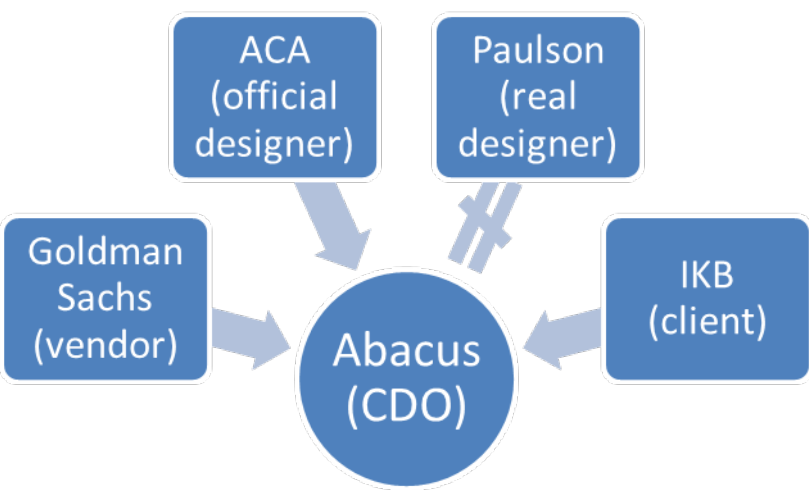 ACA
(official
designer)
Paulson
(real
designer)
Goldman
Sachs
(vendor)
IKB
(client)
Abacus
(CDO)